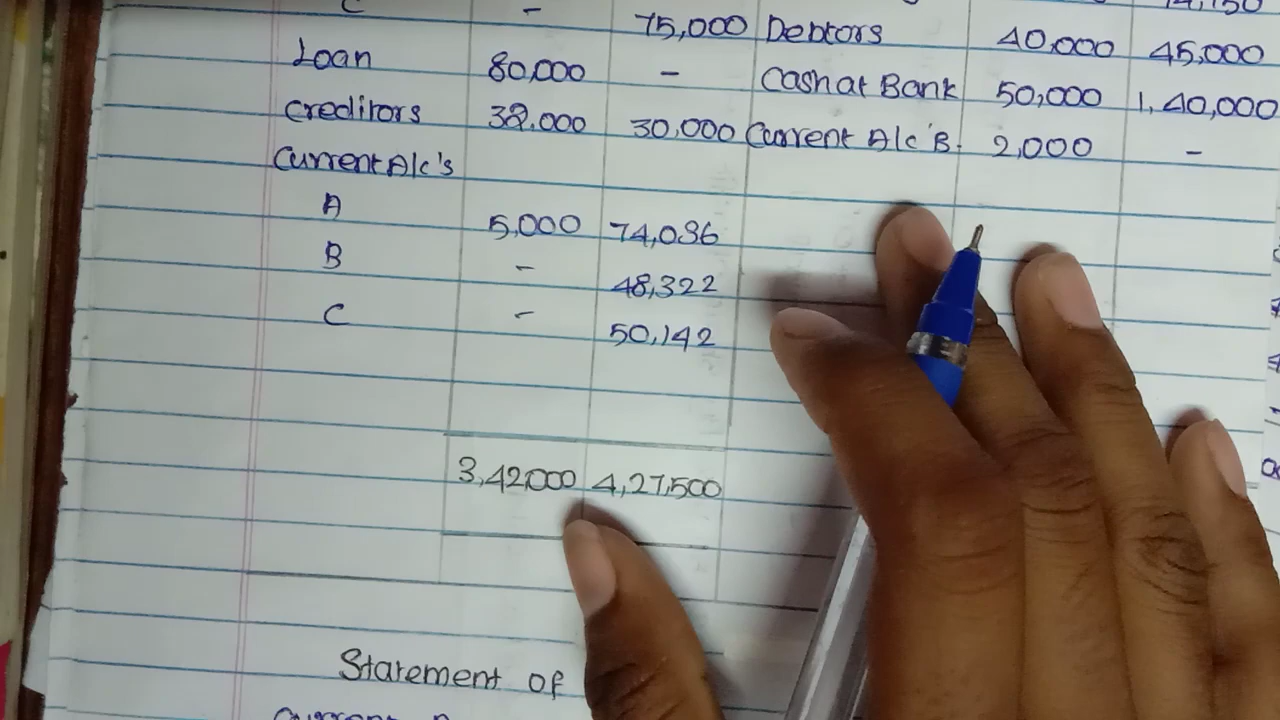 C - 14,150
75,000 Debtors 40,000 45,000
Loan 80,000 - Cash at Bank 50,000 1,40,000
Creditors 32,000 30,000 Current A/c B. 2,000 -
Current A/c's
A 5,000 74,036
B - 48,322
C - 50,142
3,42,000 4,27,500
Statement of